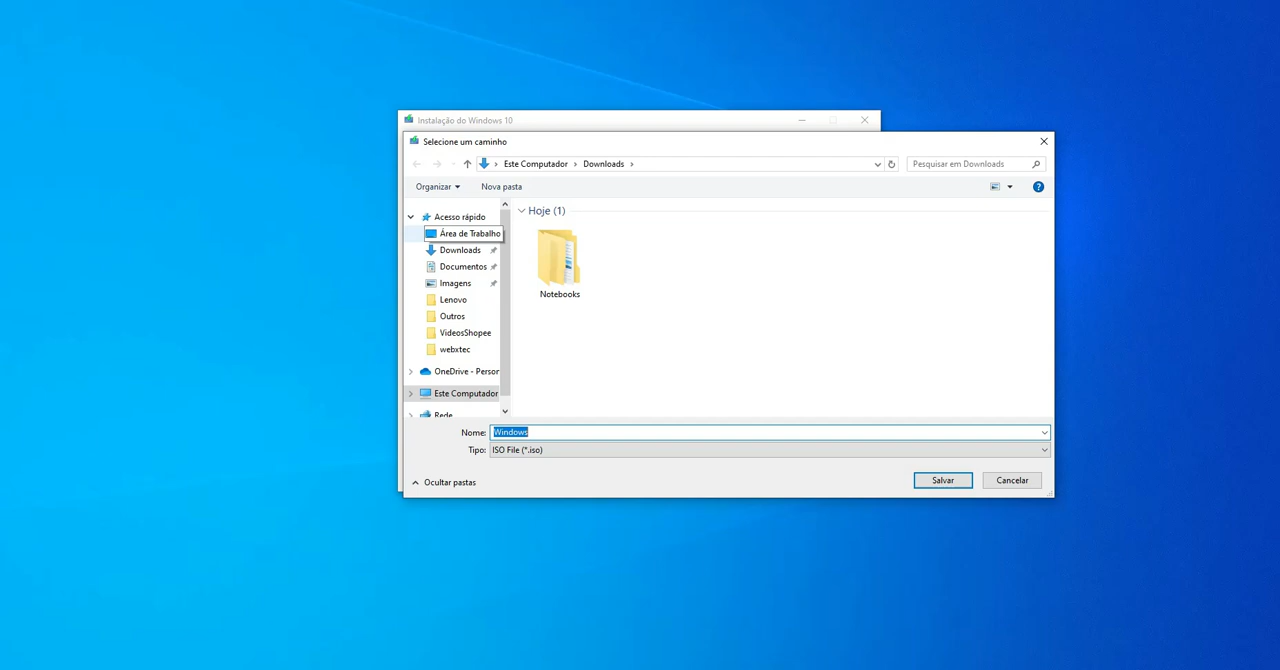 Instalação do Windows 10
Selecione um caminho
Este Computador
Downloads
Pesquisar em Downloads
Organizar
Nova pasta
Acesso rápido
Área de Trabalho
Downloads
Documentos
Imagens
Lenovo
Outros
VideosShopee
webxtec
OneDrive - Person
Este Computador
Rede
Hoje (1)
Notebooks
Nome: Windows
Tipo: ISO File (*.iso)
Ocultar pastas
Salvar
Cancelar